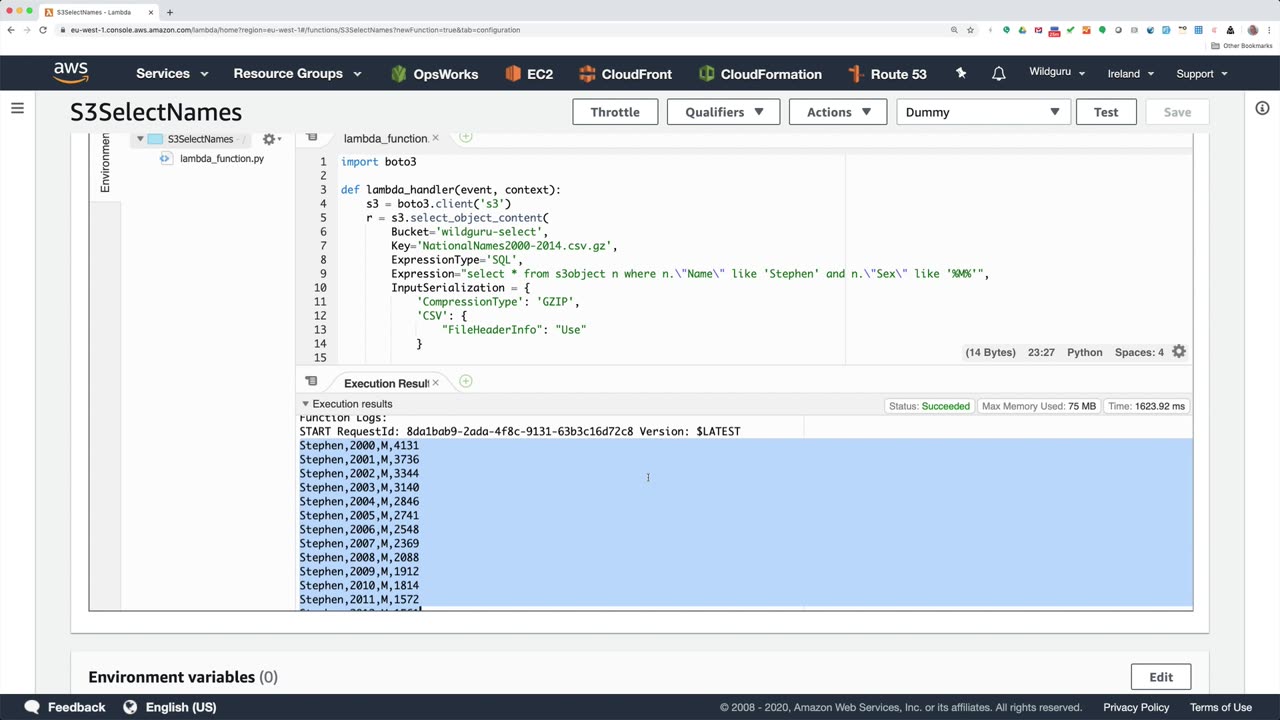 S3SelectNames - Lambda
eu-west-1.console.aws.amazon.com/lambda/home?region=eu-west-1#/functions/S3SelectNames?newFunction=true&tab=configuration
Other Bookmarks
aws Services Resource Groups OpsWorks EC2 CloudFront CloudFormation Route 53 Wildguru Ireland Support
S3SelectNames Throttle Qualifiers Actions Dummy Test Save
Environment
S3SelectNames - /
lambda_function.py
lambda_function.
1 import boto3
2
3 def lambda_handler(event, context):
4 s3 = boto3.client('s3')
5 r = s3.select_object_content(
6 Bucket='wildguru-select',
7 Key='NationalNames2000-2014.csv.gz',
8 ExpressionType='SQL',
9 Expression="select * from s3object n where n.\"Name\" like 'Stephen' and n.\"Sex\" like '%M%'",
10 InputSerialization = {
11 'CompressionType': 'GZIP',
12 'CSV': {
13 "FileHeaderInfo": "Use"
14 }
15
(14 Bytes) 23:27 Python Spaces: 4
Execution Resul
Execution results Status: Succeeded Max Memory Used: 75 MB Time: 1623.92 ms
Function Logs:
START RequestId: 8da1bab9-2ada-4f8c-9131-63b3c16d72c8 Version: $LATEST
Stephen,2000,M,4131
Stephen,2001,M,3736
Stephen,2002,M,3344
Stephen,2003,M,3140
Stephen,2004,M,2846
Stephen,2005,M,2741
Stephen,2006,M,2548
Stephen,2007,M,2369
Stephen,2008,M,2088
Stephen,2009,M,1912
Stephen,2010,M,1814
Stephen,2011,M,1572
Environment variables (0) Edit
Feedback English (US) © 2008 - 2020, Amazon Web Services, Inc. or its affiliates. All rights reserved. Privacy Policy Terms of Use